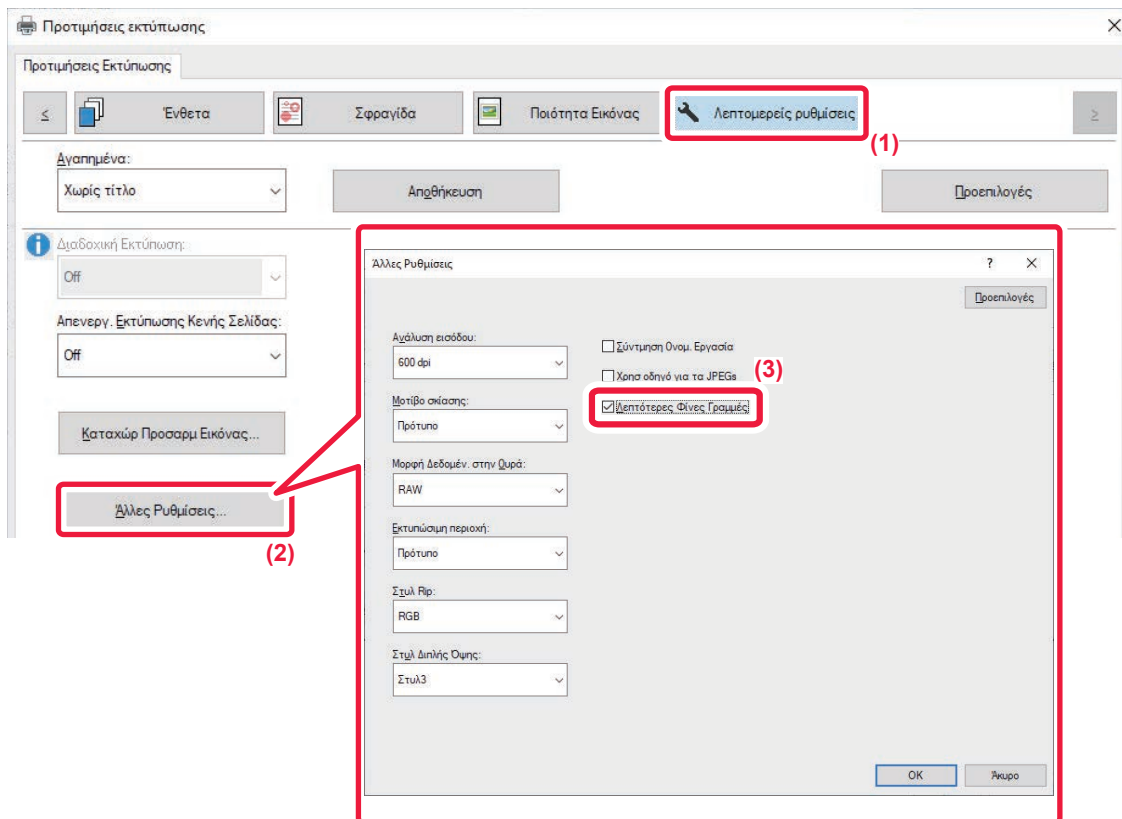 Προτιμήσεις εκτύπωσης
Προτιμήσεις Εκτύπωσης
≤
Ένθετα
Σφραγίδα
Ποιότητα Εικόνας
Λεπτομερείς ρυθμίσεις
≥
(1)
Αγαπημένα:
Χωρίς τίτλο
Αποθήκευση
Προεπιλογές
Διαδοχική Εκτύπωση:
Off
Απενεργ. Εκτύπωσης Κενής Σελίδας:
Off
Καταχώρ Προσαρμ Εικόνας...
Άλλες Ρυθμίσεις...
(2)
Άλλες Ρυθμίσεις
?
Προεπιλογές
Ανάλυση εισόδου:
600 dpi
Μοτίβο σκίασης:
Πρότυπο
Μορφή Δεδομέν. στην Ουρά:
RAW
Εκτυπώσιμη περιοχή:
Πρότυπο
Στυλ Rip:
RGB
Στυλ Διπλής Όψης:
Στυλ3
Σύντμηση Ονομ. Εργασία
Χρησ οδηγό για τα JPEGs
(3)
Λεπτότερες Φίνες Γραμμές
OK
Άκυρο